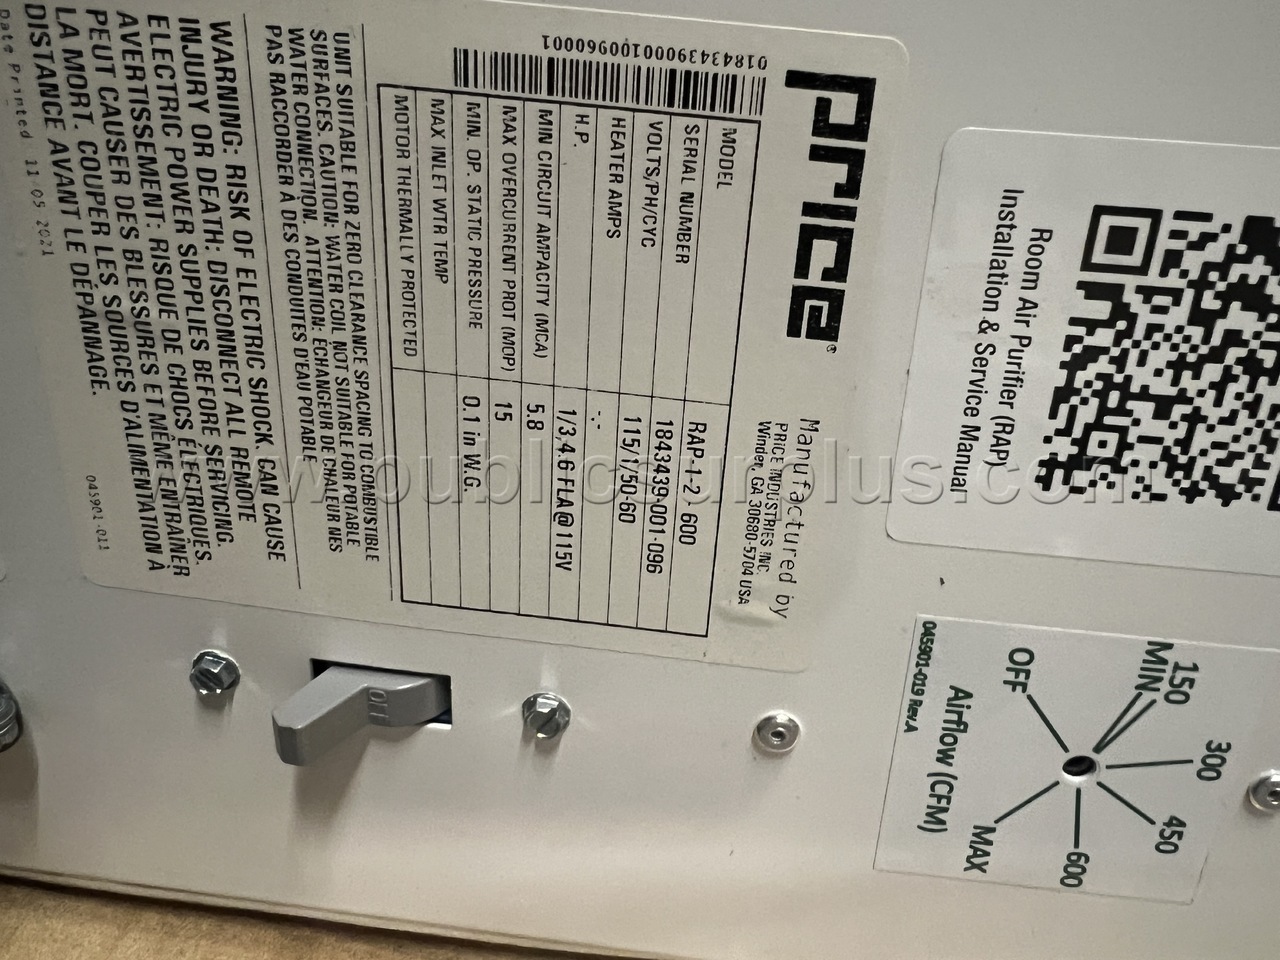 Room Air Purifier (RAP)
Installation & Service Manual
01843439000100960001
price®
Manufactured by
PRICE INDUSTRIES INC.
Winder, GA 30680-5704 USA
MODEL RAP-1-2 600
SERIAL NUMBER 1843439-001-096
VOLTS/PH/CYC 115/1/50-60
HEATER AMPS
H.P. 1/3,4.6 FLA@115V
MIN CIRCUIT AMPACITY (MCA) 5.8
MAX OVERCURRENT PROT (MOP) 15
MIN. OP. STATIC PRESSURE 0.1 in W.G.
MAX INLET WTR TEMP
MOTOR THERMALLY PROTECTED
UNIT SUITABLE FOR ZERO CLEARANCE SPACING TO COMBUSTIBLE
SURFACES. CAUTION: WATER COIL NOT SUITABLE FOR POTABLE
WATER CONNECTION. ATTENTION: ÉCHANGEUR DE CHALEUR NES
PAS RACCORDER À DES CONDUITES D'EAU POTABLE
WARNING: RISK OF ELECTRIC SHOCK. CAN CAUSE
INJURY OR DEATH: DISCONNECT ALL REMOTE
ELECTRIC POWER SUPPLIES BEFORE SERVICING.
AVERTISSEMENT: RISQUE DE CHOCS ÉLECTRIQUES.
PEUT CAUSER DES BLESSURES ET MÊME ENTRAÎNER
LA MORT. COUPER LES SOURCES D'ALIMENTATION À
DISTANCE AVANT LE DÉPANNAGE.
Date Printed 11 05 2021
045901-011
150
MIN
300
450
OFF
600
MAX
Airflow (CFM)
045901-019 Rev.A
OFF
www.publicsurplus.com